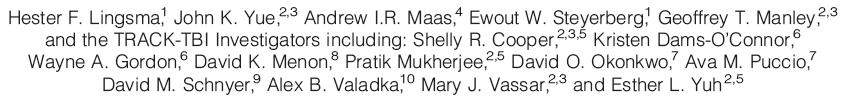 Hester F. Lingsma,1 John K. Yue,2,3 Andrew I.R. Maas,4 Ewout W. Steyerberg,1 Geoffrey T. Manley,2,3
and the TRACK-TBI Investigators including: Shelly R. Cooper,2,3,5 Kristen Dams-O'Connor,6
Wayne A. Gordon,6 David K. Menon,8 Pratik Mukherjee,2,5 David O. Okonkwo,7 Ava M. Puccio,7
David M. Schnyer,9 Alex B. Valadka,10 Mary J. Vassar,2,3 and Esther L. Yuh2,5